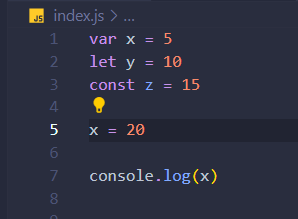 JS index.js > ...
1 var x = 5
2 let y = 10
3 const z = 15
4
5 x = 20
6
7 console.log(x)
8